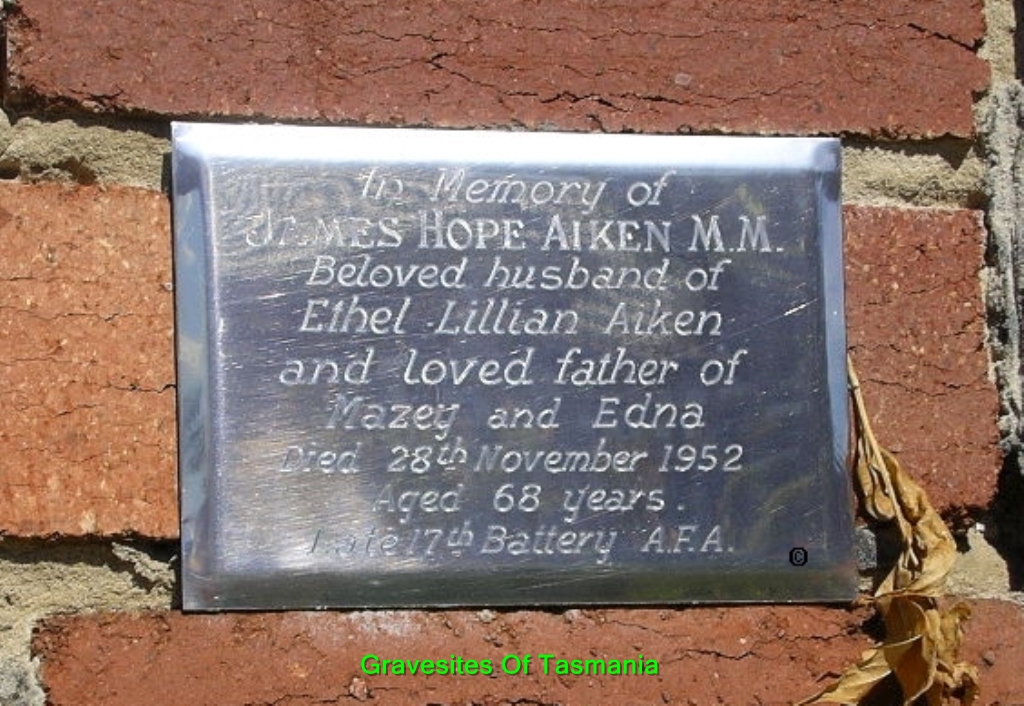 In Memory of
JAMES HOPE AIKEN M.M.
Beloved husband of
Ethel Lillian Aiken
and loved father of
Mazey and Edna
Died 28th November 1952
Aged 68 years.
Late 17th Battery A.F.A.
©
Gravesites Of Tasmania